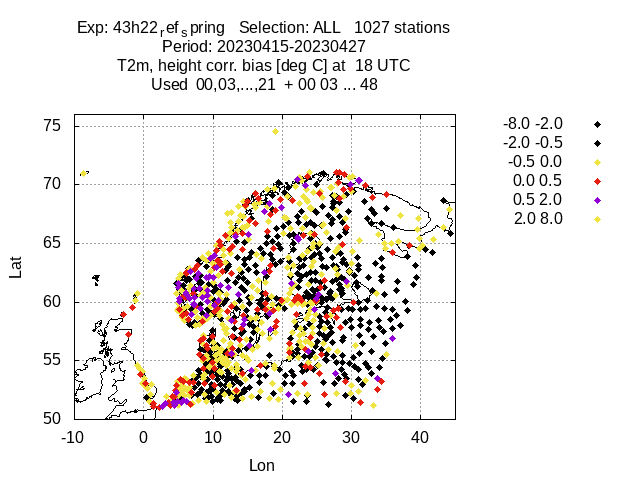 Exp: 43h22refspring   Selection: ALL   1027 stations
Period: 20230415-20230427
T2m, height corr. bias [deg C] at  18 UTC
Used  00,03,...,21  + 00 03 ... 48
-8.0 -2.0
-2.0 -0.5
-0.5 0.0
0.0 0.5
0.5 2.0
2.0 8.0
75
70
65
60
55
50
Lat
-10 0 10 20 30 40
Lon